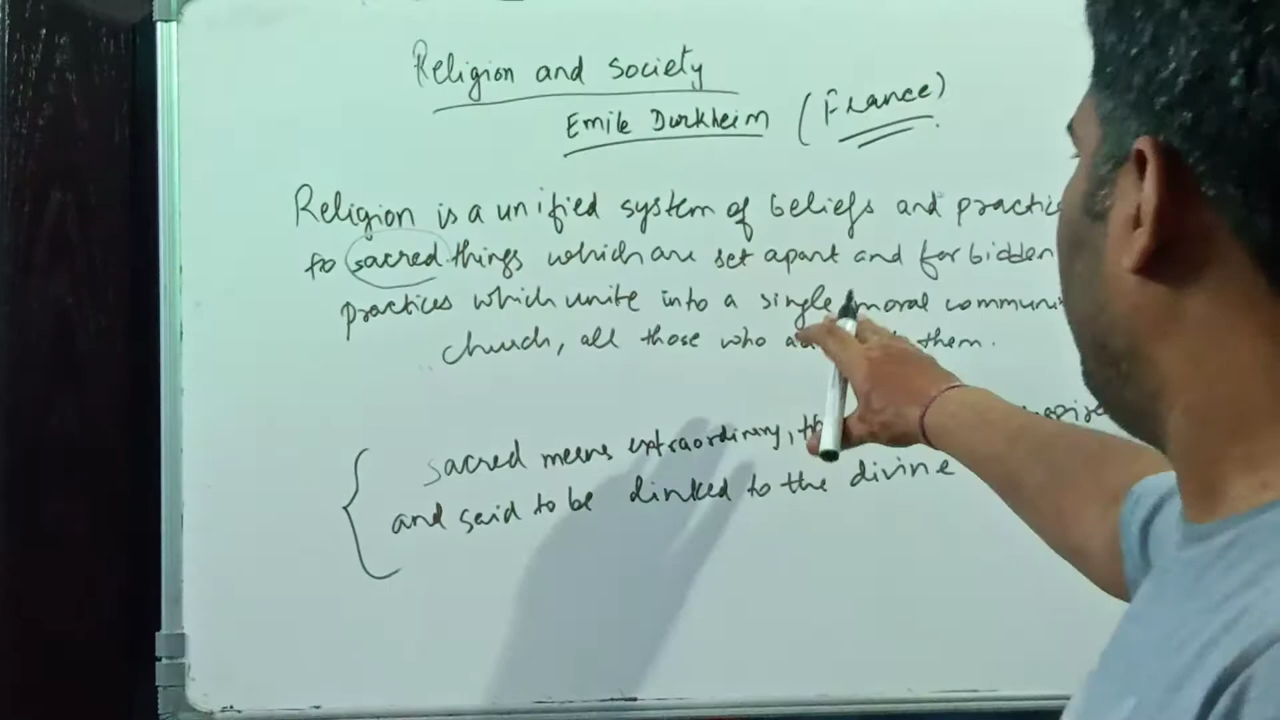 Religion and Society
Emile Durkheim (France)
Religion is a unified system of beliefs and practic
to sacred things which are set apart and forbidden
practices which unite into a single moral communi
church, all those who them.
sacred means extraordinary,
and said to be linked to the divine